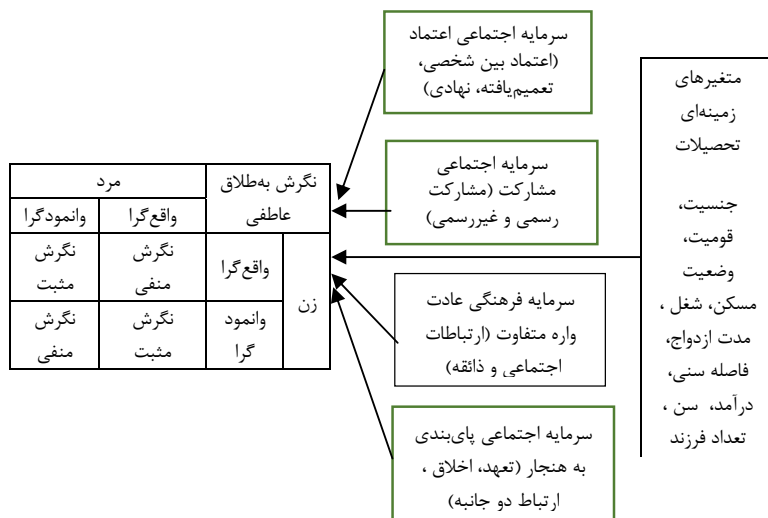 سرمایه اجتماعی اعتماد
(اعتماد بین شخصی،
تعمیم‌یافته، نهادی)
متغیرهای
زمینه‌ای
تحصیلات
جنسیت،
قومیت،
وضعیت
مسکن، شغل ،
مدت ازدواج،
فاصله سنی،
درآمد، سن ،
تعداد فرزند
سرمایه اجتماعی
مشارکت (مشارکت
رسمی و غیررسمی)
سرمایه فرهنگی عادت
واره متفاوت (ارتباطات
اجتماعی و ذائقه)
سرمایه اجتماعی پای‌بندی
به هنجار (تعهد، اخلاق ،
ارتباط دو جانبه)
نگرش به‌طلاق
عاطفی
مرد
واقع‌گرا
وانمودگرا
زن
واقع‌گرا
نگرش
منفی
نگرش
مثبت
وانمود
گرا
نگرش
مثبت
نگرش
منفی